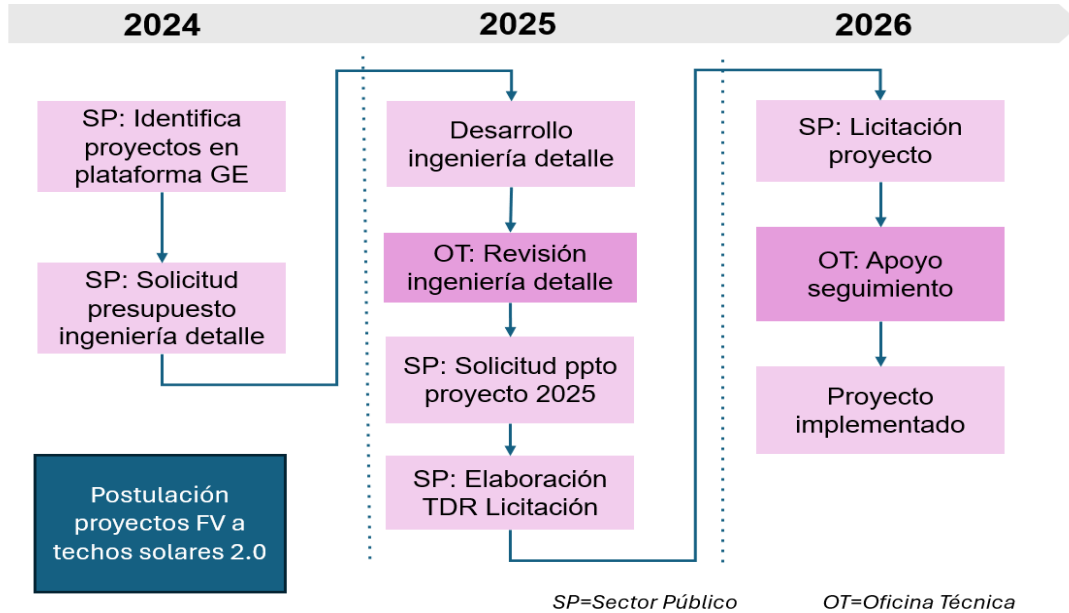 2024
2025
2026
SP: Identifica
proyectos en
plataforma GE
SP: Solicitud
presupuesto
ingeniería detalle
Postulación
proyectos FV a
techos solares 2.0
Desarrollo
ingeniería detalle
OT: Revisión
ingeniería detalle
SP: Solicitud ppto
proyecto 2025
SP: Elaboración
TDR Licitación
SP: Licitación
proyecto
OT: Apoyo
seguimiento
Proyecto
implementado
SP=Sector Público
OT=Oficina Técnica